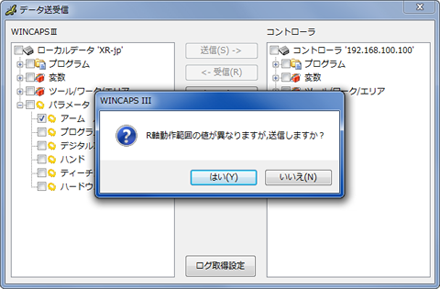 データ送受信
WINCAPSⅢ
コントローラ
ローカルデータ 'XR-jp'
プログラム
変数
ツール/ワーク/エリア
パラメータ
アーム
プログラ
デジタル
ハンド
ティーチ
ハードウ
送信(S) ->
<- 受信(R)
コントローラ '192.168.100.100'
プログラム
変数
ツール/ワーク/エリア
WINCAPS III
R軸動作範囲の値が異なりますが,送信しますか？
はい(Y)
いいえ(N)
ログ取得設定